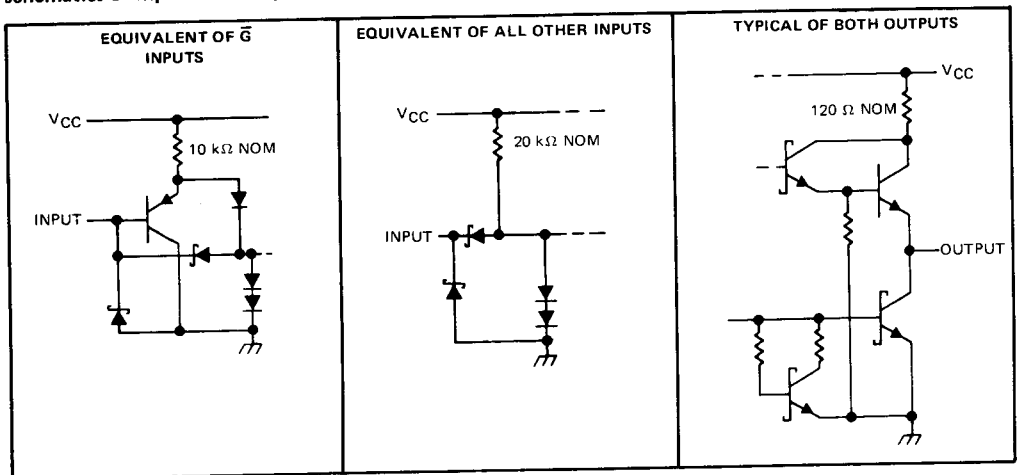 EQUIVALENT OF G̅
INPUTS
VCC
10 kΩ NOM
INPUT
EQUIVALENT OF ALL OTHER INPUTS
VCC
20 kΩ NOM
INPUT
TYPICAL OF BOTH OUTPUTS
VCC
120 Ω NOM
OUTPUT